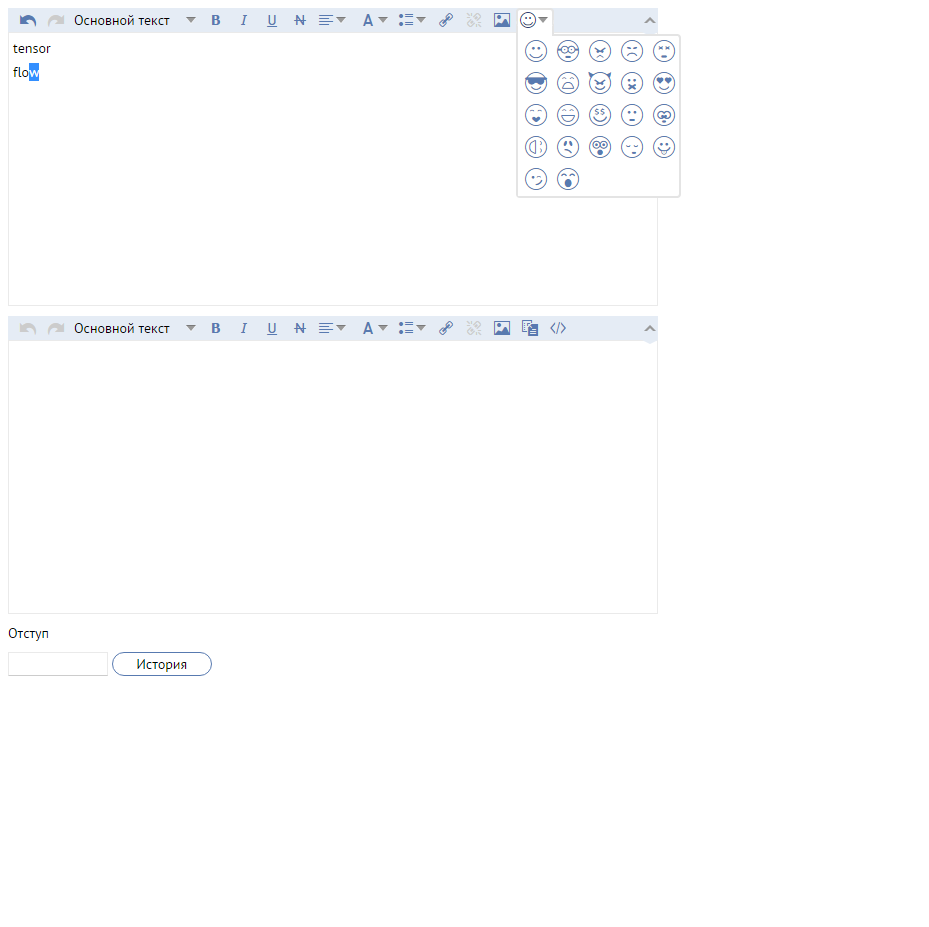 Основной текст B I U N A
tensor
flow
Основной текст B I U N A </>
Отступ
История